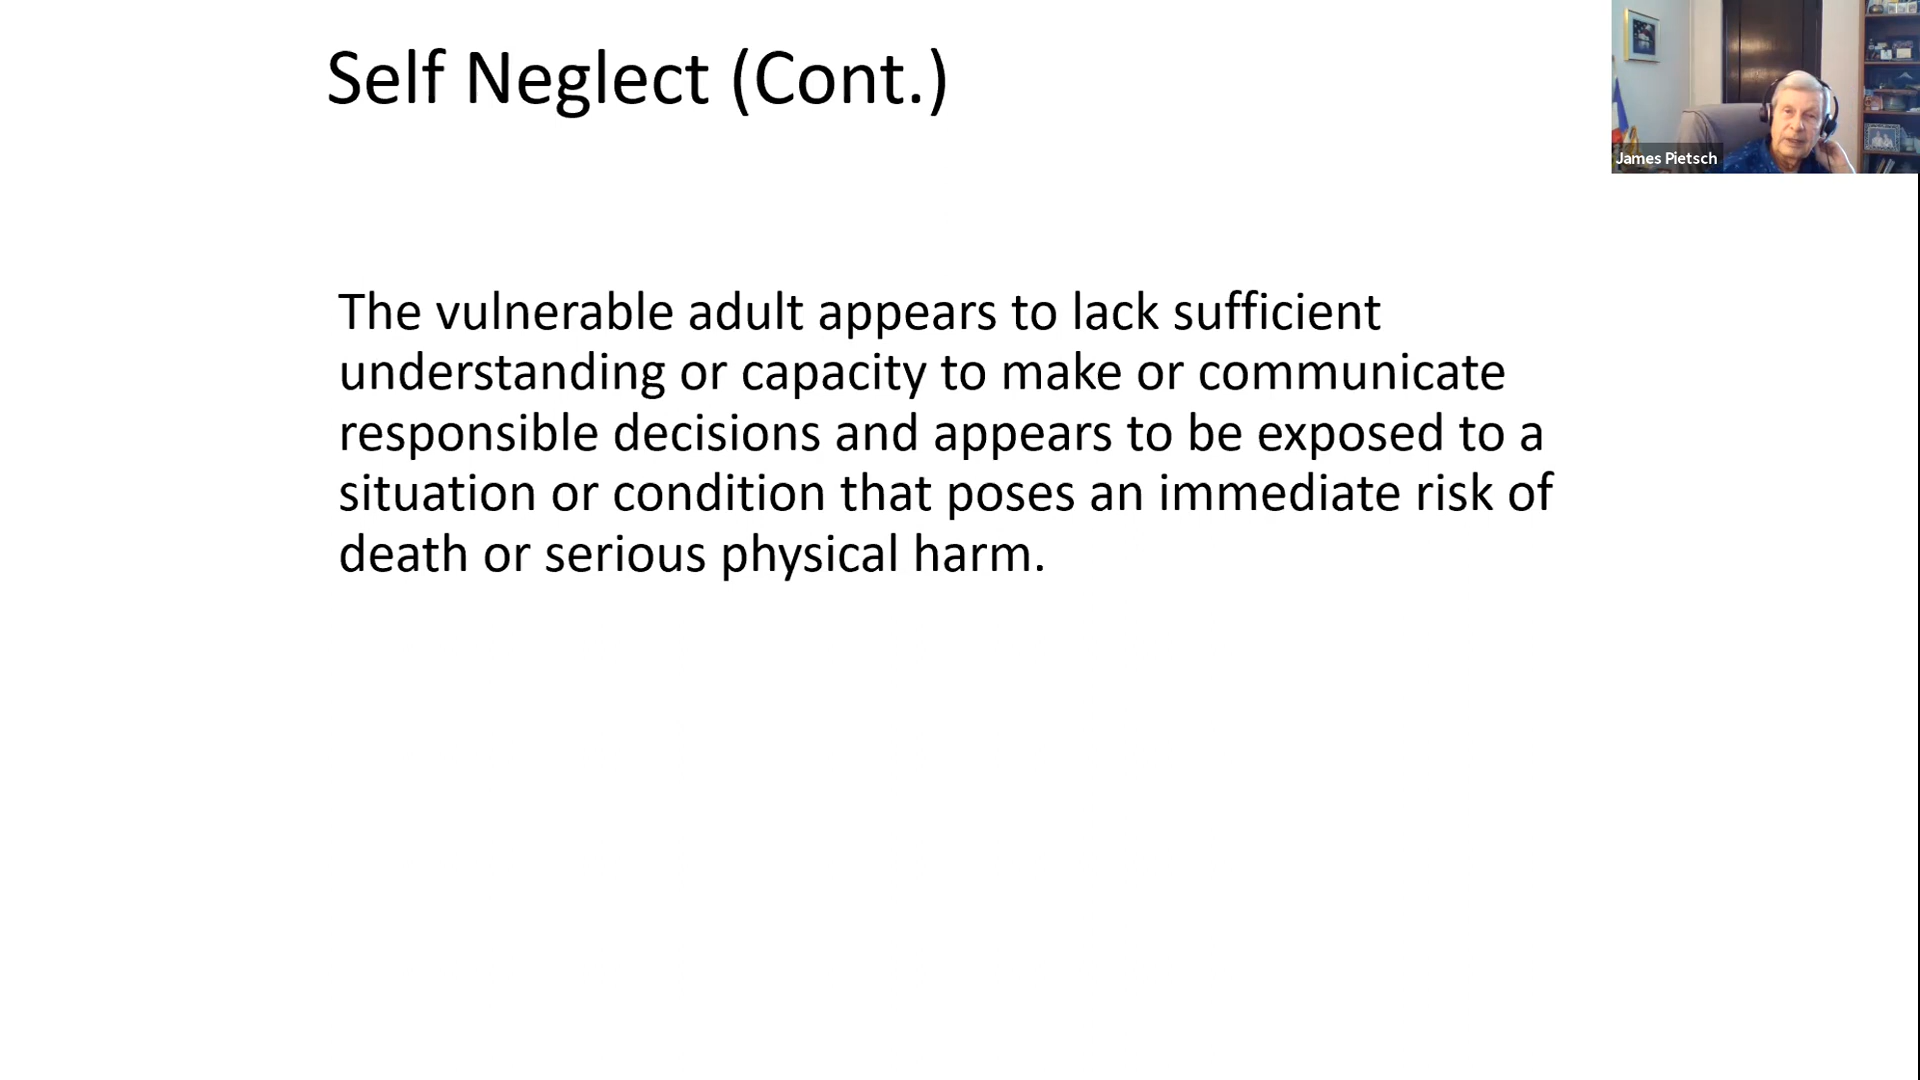 Self Neglect (Cont.)
James Pietsch
The vulnerable adult appears to lack sufficient
understanding or capacity to make or communicate
responsible decisions and appears to be exposed to a
situation or condition that poses an immediate risk of
death or serious physical harm.